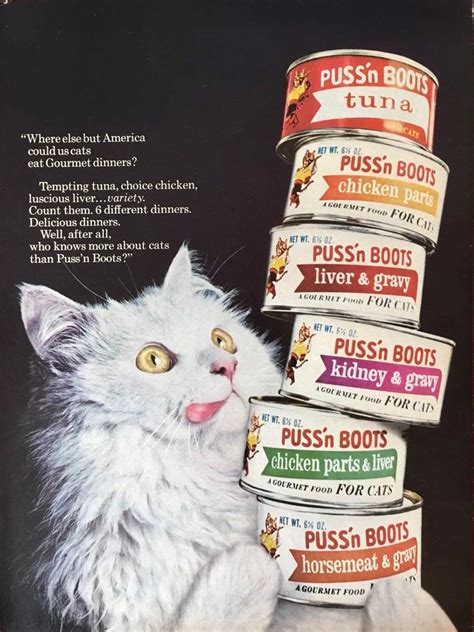 “Where else but America
could us cats
eat Gourmet dinners?
Tempting tuna, choice chicken,
luscious liver...variety.
Count them. 6 different dinners.
Delicious dinners.
Well, after all,
who knows more about cats
than Puss’n Boots?”
PUSS’n BOOTS
tuna
FOR CATS
NET WT. 6½ OZ.
PUSS’n BOOTS
chicken parts
A GOURMET FOOD FOR CATS
NET WT. 6½ OZ.
PUSS’n BOOTS
liver & gravy
A GOURMET FOOD FOR CATS
NET WT. 6½ OZ.
PUSS’n BOOTS
kidney & gravy
A GOURMET FOOD FOR CATS
NET WT. 6½ OZ.
PUSS’n BOOTS
chicken parts & liver
A GOURMET FOOD FOR CATS
NET WT. 6½ OZ.
PUSS’n BOOTS
horsemeat & gravy
A GOURMET FOOD